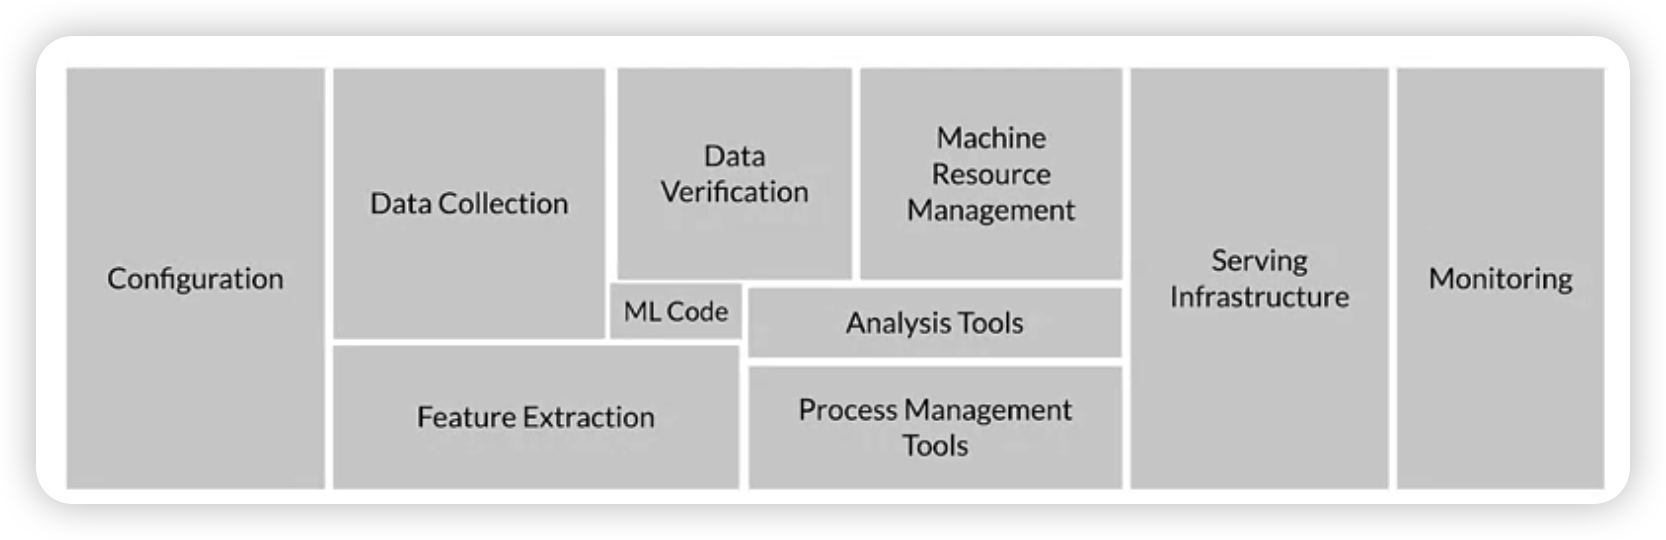 Configuration
Data Collection
Data
Verification
Machine
Resource
Management
ML Code
Analysis Tools
Feature Extraction
Process Management
Tools
Serving
Infrastructure
Monitoring